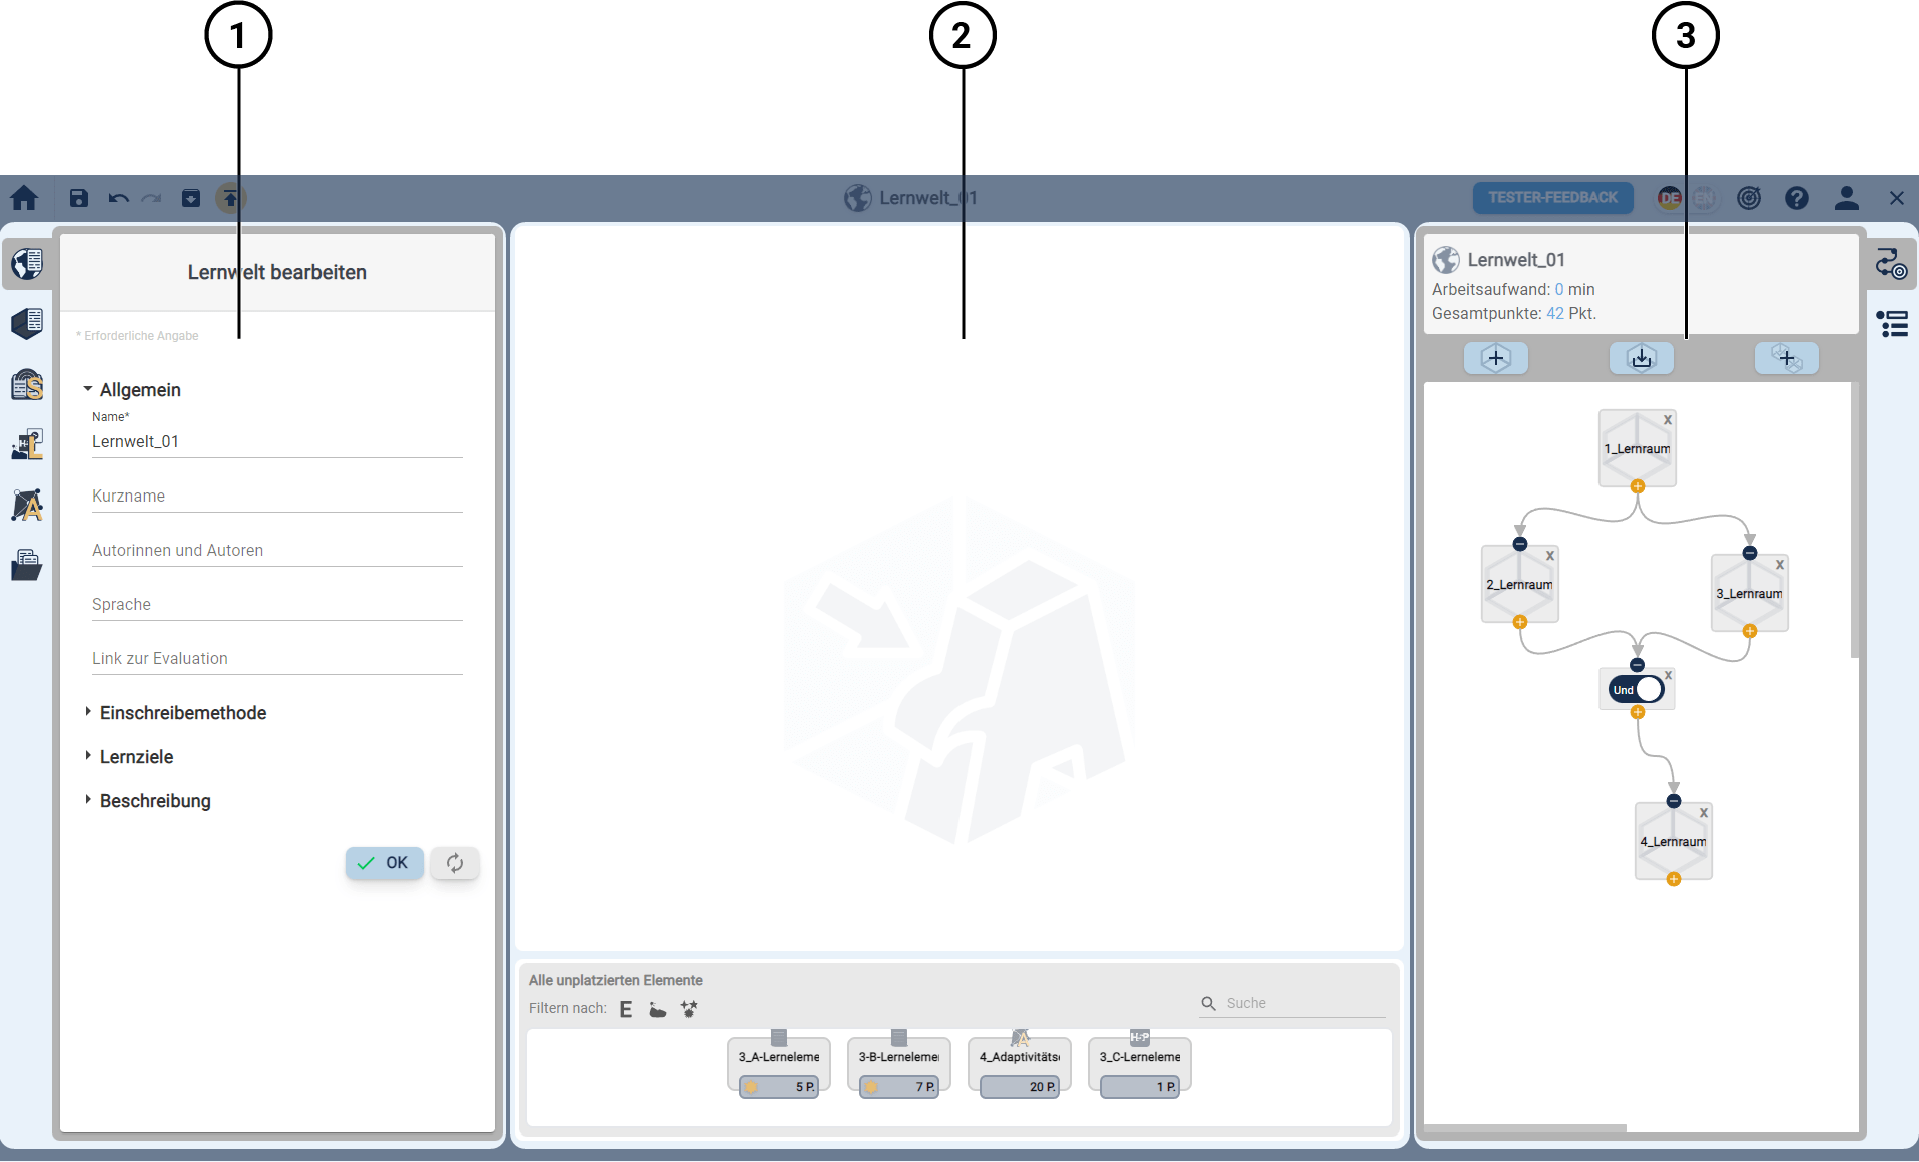 1
2
3
Lernwelt_01
TESTER-FEEDBACK
DE
EN
Lernwelt bearbeiten
* Erforderliche Angabe
Allgemein
Name*
Lernwelt_01
Kurzname
Autorinnen und Autoren
Sprache
Link zur Evaluation
Einschreibemethode
Lernziele
Beschreibung
OK
S
H-P
L
A
Alle unplatzierten Elemente
Filtern nach:
E
Suche
3_A-Lerneleme
5 P.
3-B-Lerneleme
7 P.
A
4_Adaptivitäts
20 P.
H-P
3_C-Lerneleme
1 P.
Lernwelt_01
Arbeitsaufwand: 0 min
Gesamtpunkte: 42 Pkt.
X
1_Lernraum
X
2_Lernraum
X
3_Lernraum
X
Und
X
4_Lernraum